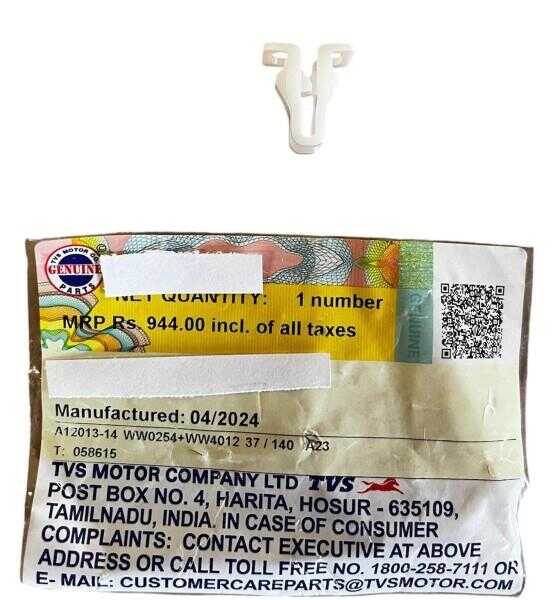 TVS MOTOR CO.
GENUINE
PARTS
NET QUANTITY: 1 number
MRP Rs. 944.00 incl. of all taxes
GENUINE
Manufactured: 04/2024
A12013-14 WW0254+WW4012 37 / 140 A23
T: 058615
TVS MOTOR COMPANY LTD TVS
POST BOX NO. 4, HARITA, HOSUR - 635109,
TAMILNADU, INDIA. IN CASE OF CONSUMER
COMPLAINTS: CONTACT EXECUTIVE AT ABOVE
ADDRESS OR CALL TOLL FREE NO. 1800-258-7111 OR
E- MAIL: CUSTOMERCAREPARTS@TVSMOTOR.COM